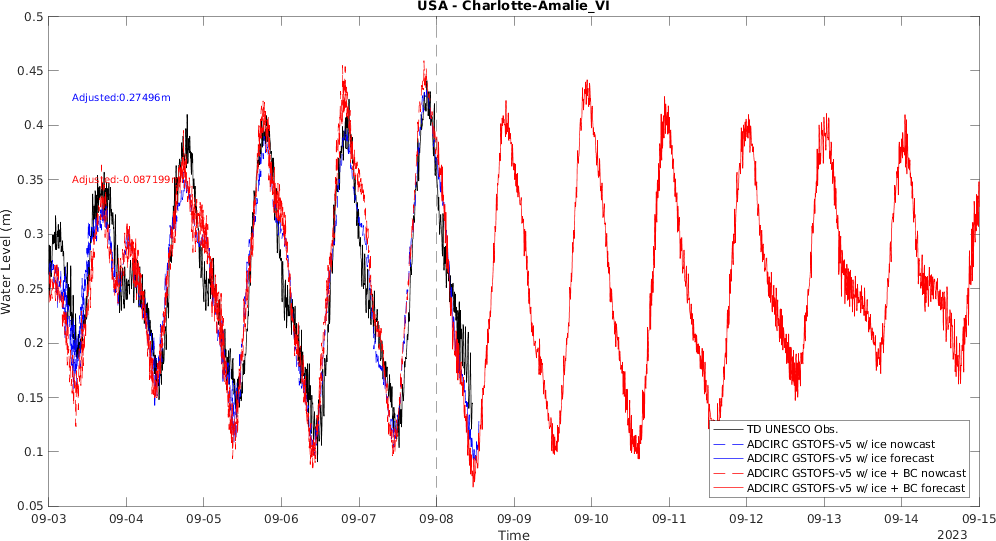 USA - Charlotte-Amalie_VI
0.5
0.45
0.4
0.35
0.3
0.25
0.2
0.15
0.1
0.05
Water Level (m)
Adjusted:0.27496m
Adjusted:-0.087199m
TD UNESCO Obs.
ADCIRC GSTOFS-v5 w/ ice nowcast
ADCIRC GSTOFS-v5 w/ ice forecast
ADCIRC GSTOFS-v5 w/ ice + BC nowcast
ADCIRC GSTOFS-v5 w/ ice + BC forecast
09-03 09-04 09-05 09-06 09-07 09-08 09-09 09-10 09-11 09-12 09-13 09-14 09-15
Time
2023